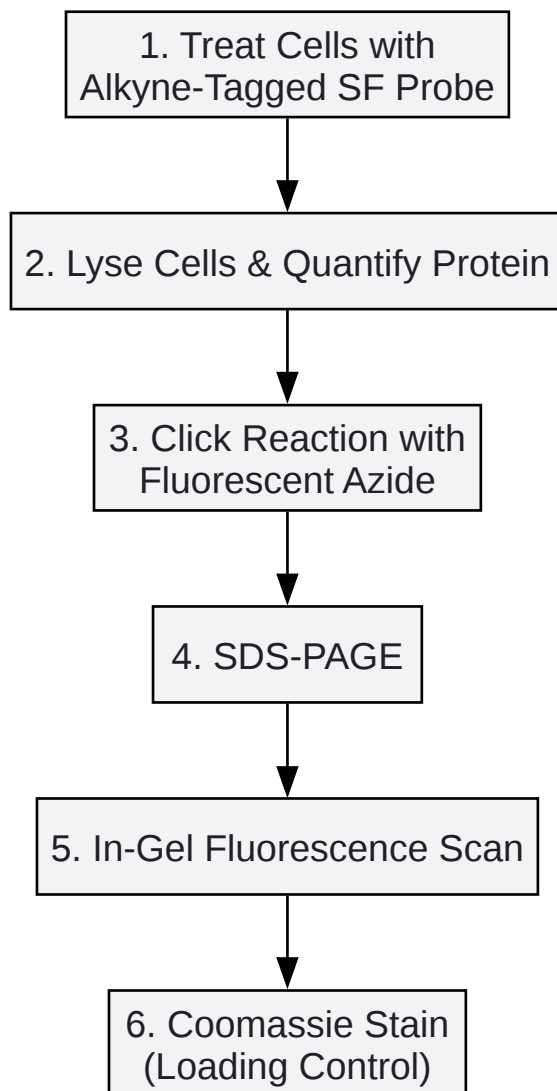 1. Treat Cells with
Alkyne-Tagged SF Probe
2. Lyse Cells & Quantify Protein
3. Click Reaction with
Fluorescent Azide
4. SDS-PAGE
5. In-Gel Fluorescence Scan
6. Coomassie Stain
(Loading Control)